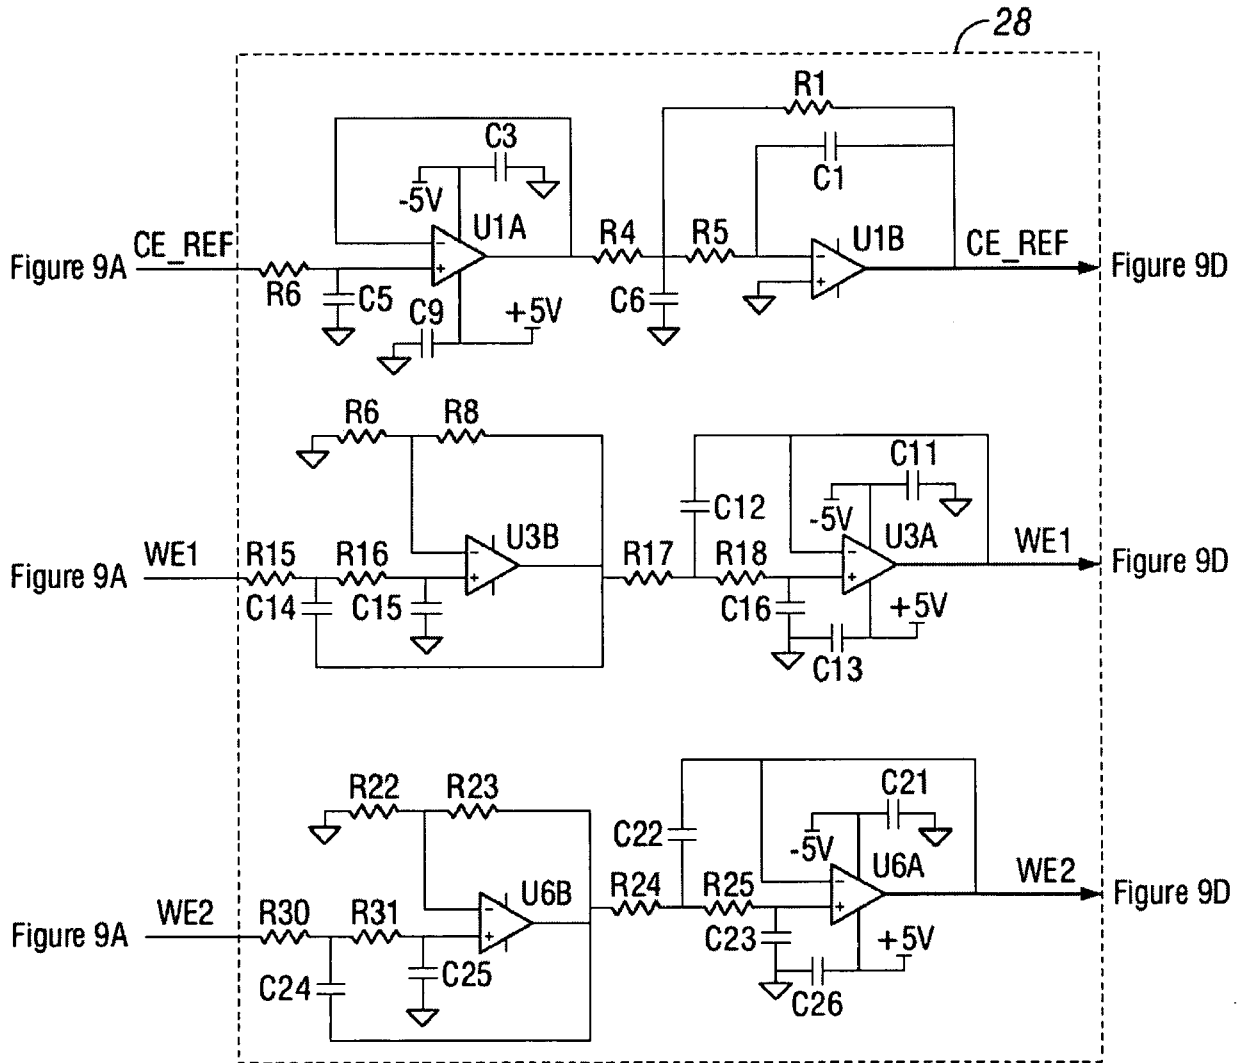 28
R1
C3
C1
-5V
U1A
R4
R5
U1B
CE_REF
CE_REF
Figure 9A
Figure 9D
R6
C5
C6
C9
+5V
R6
R8
C11
C12
-5V
U3B
U3A
WE1
R15
R16
R17
R18
WE1
Figure 9A
Figure 9D
C14
C15
C16
+5V
C13
R22
R23
C21
C22
-5V
U6A
U6B
R24
R25
WE2
WE2
R30
R31
Figure 9A
Figure 9D
C23
+5V
C24
C25
C26